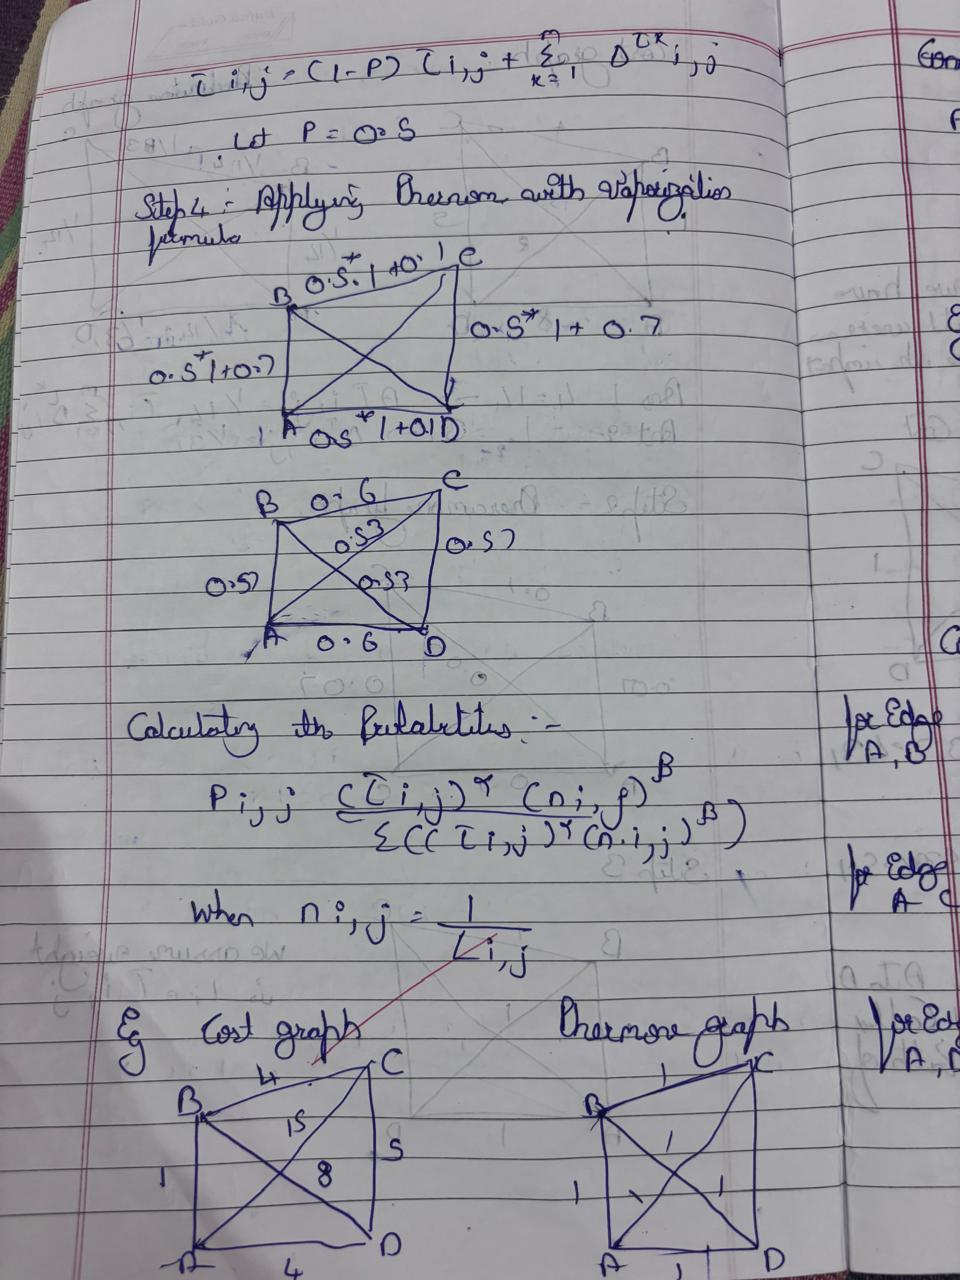 τi,j = (1-P) τi,j + Σ^m_k=1 Δτ^k i,j
Let P = 0.5
Step 4 :- Applying Phernom with vaporization
formula
B 0.5*1+0.1 C
0.5*1+0.7
0.5*1+0.7
A 0.5*1+0.1 D
B 0.6 C
0.53
0.57
0.57
0.53
A 0.6 D
Calculating the Probabilities :-
Pi,j (τi,j)^γ (ni,j)^β
Σ((τi,j)^γ (n.i,j)^β)
When ni,j = 1
Li,j
for Edge
A,B
for Edge
A C
for Edge
A,D
Eg Cost graph
Phermone graph
B 4 C
15
1
8
5
A 4 D
B 1 C
1
1
1
1
A 1 D